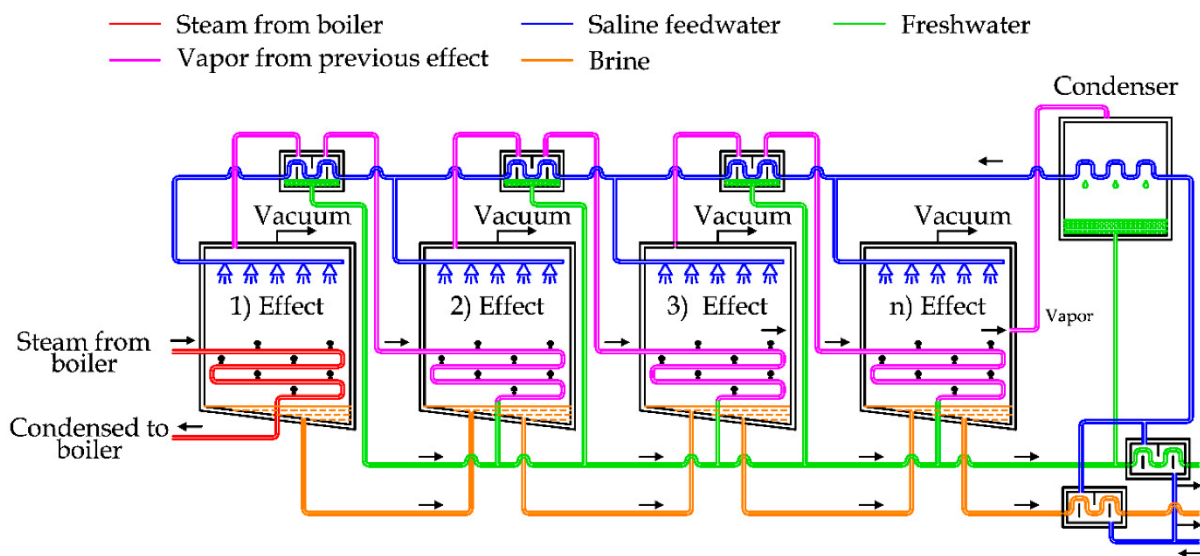 Steam from boiler
Saline feedwater
Freshwater
Vapor from previous effect
Brine
Condenser
Vacuum
Vacuum
Vacuum
Vacuum
1) Effect
2) Effect
3) Effect
n) Effect
Vapor
Steam from
boiler
Condensed to
boiler